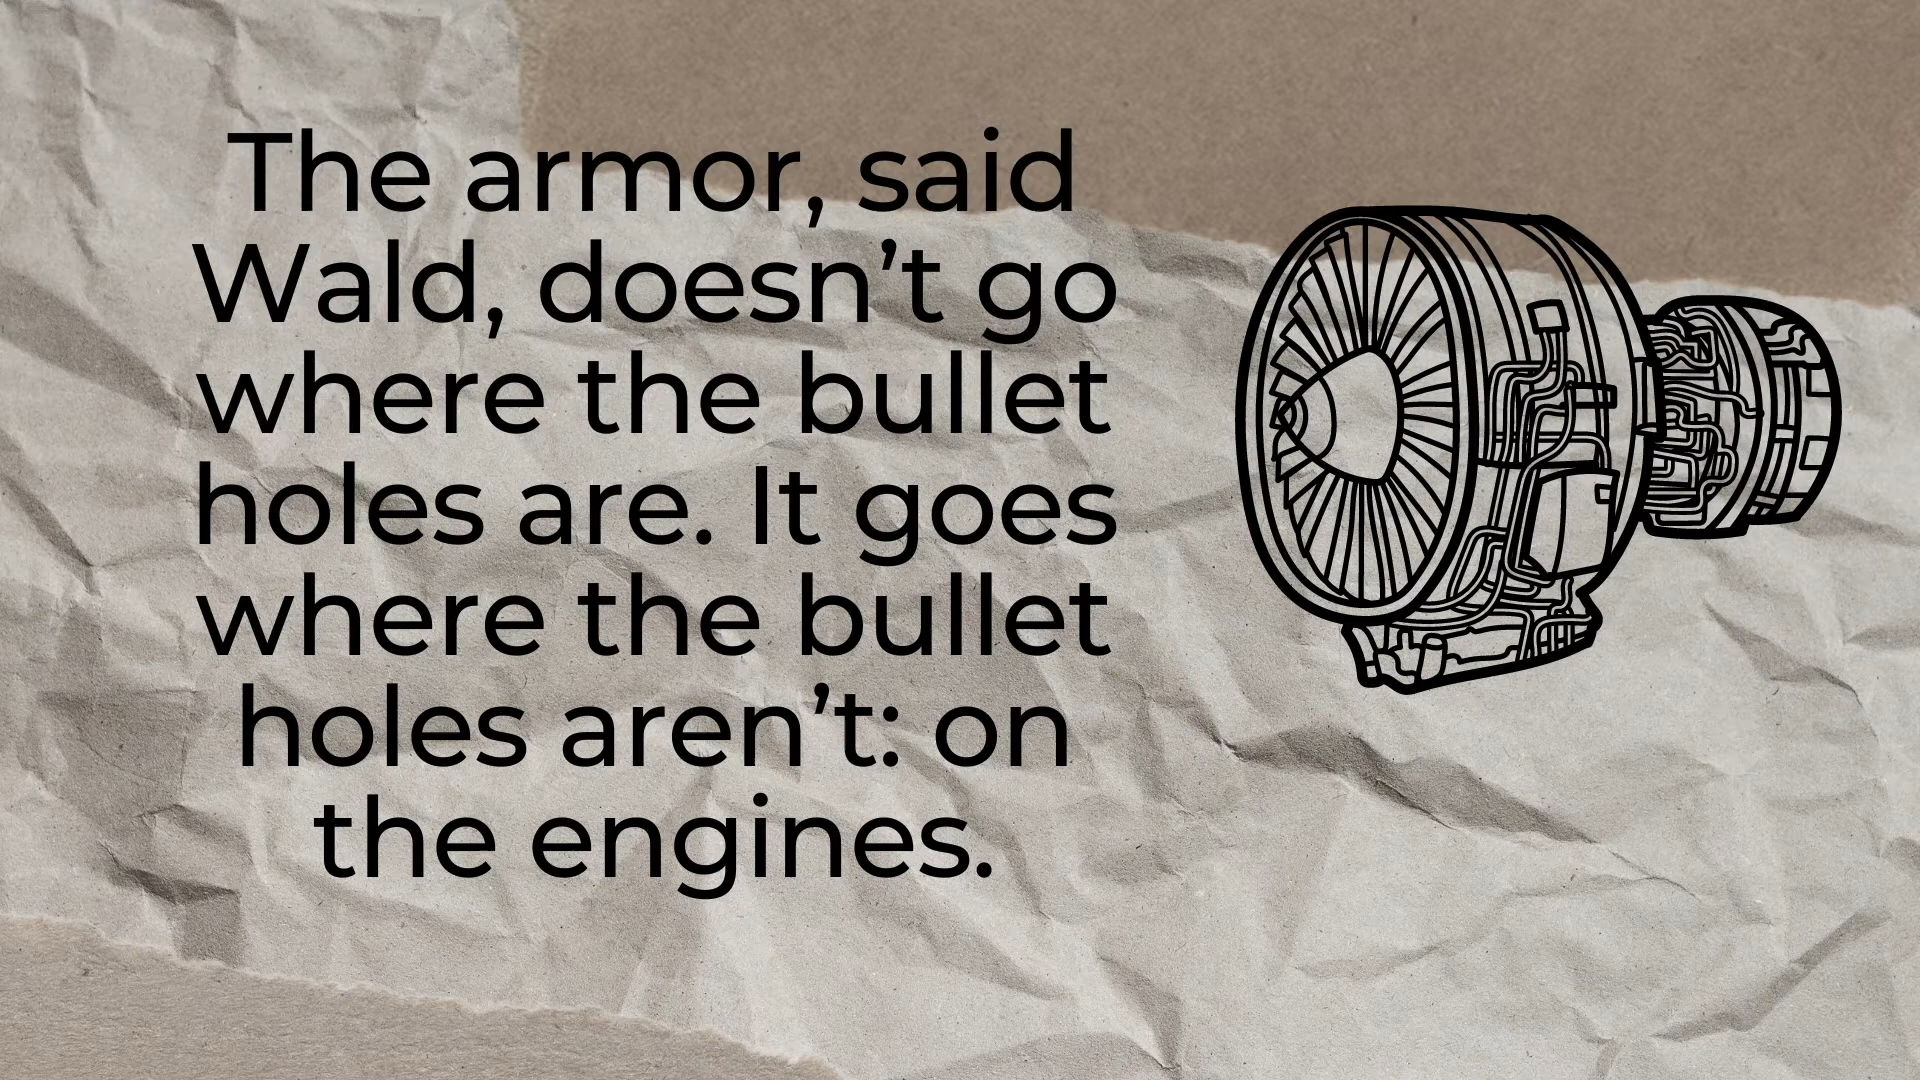 The armor, said
Wald, doesn’t go
where the bullet
holes are. It goes
where the bullet
holes aren’t: on
the engines.